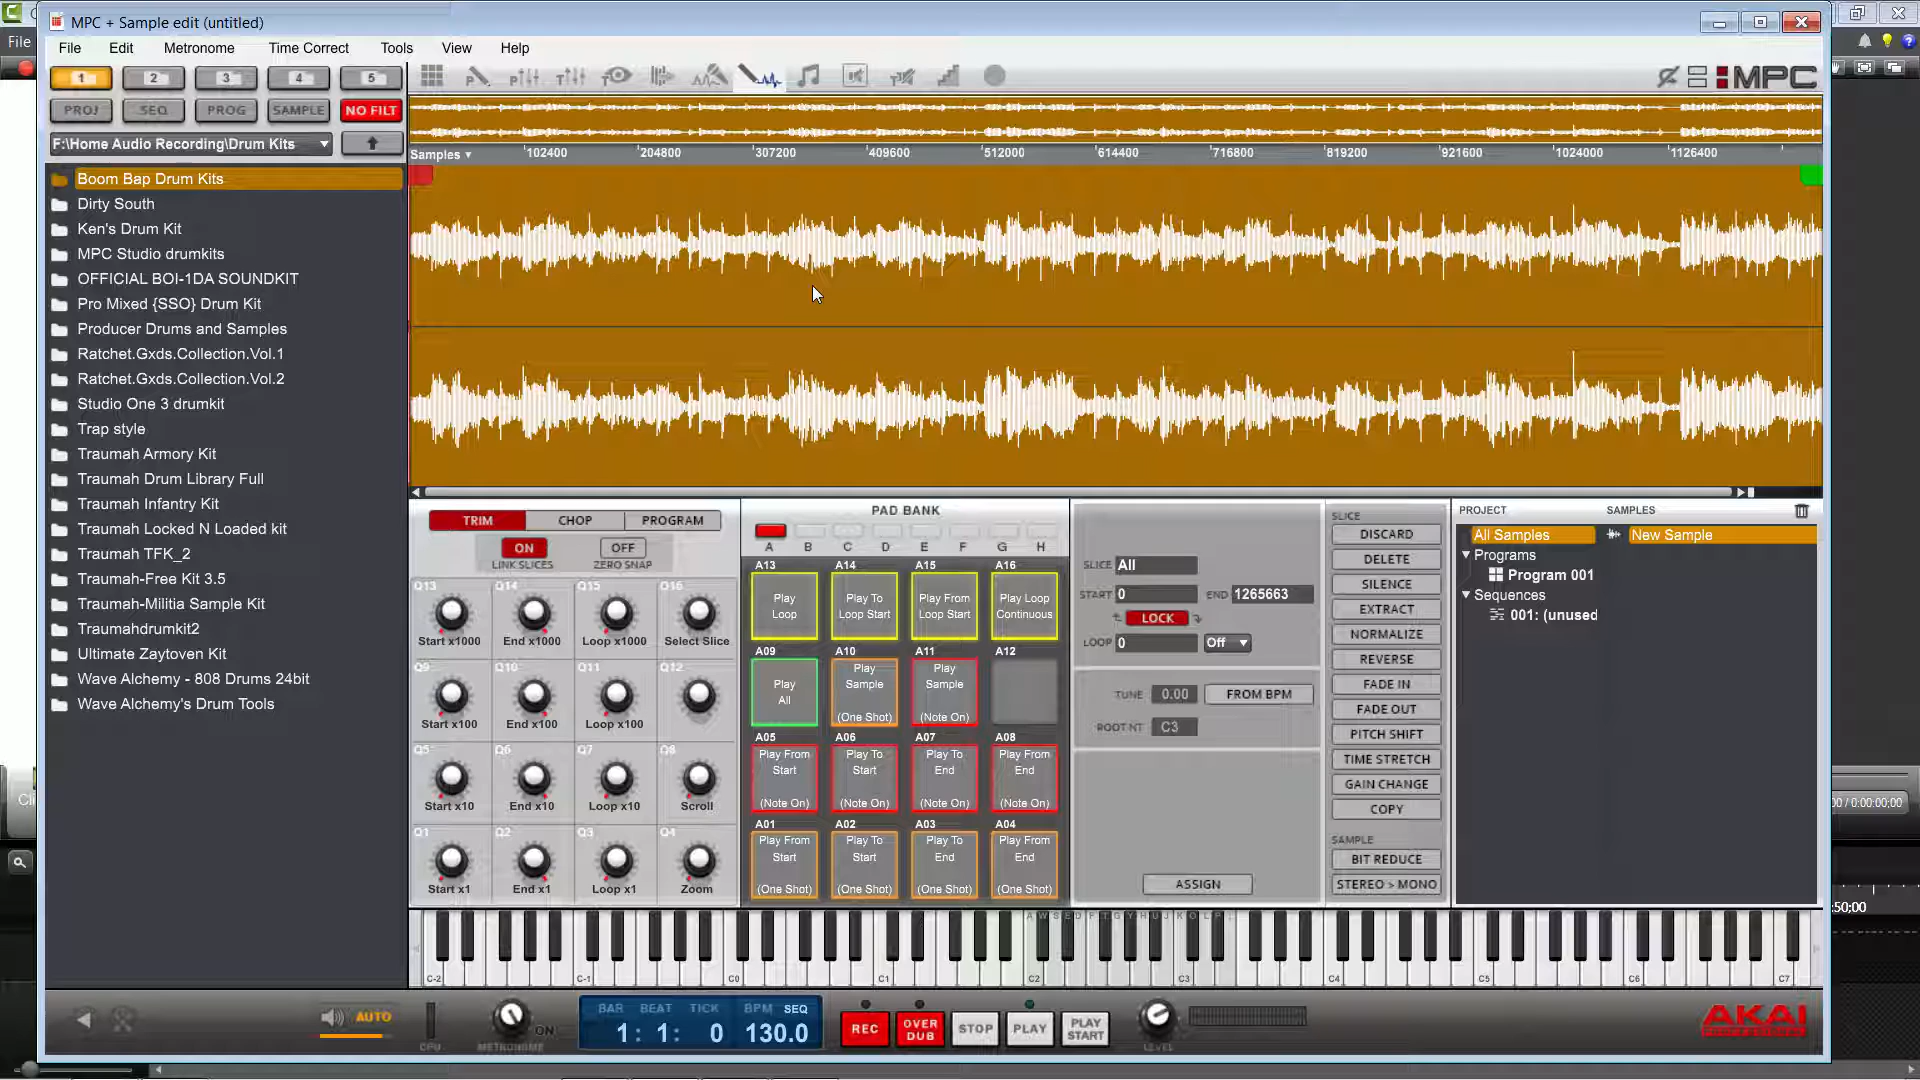 MPC + Sample edit (untitled)
File
File Edit Metronome Time Correct Tools View Help
1 2 3 4 5
PROJ SEQ PROG SAMPLE NO FILT
MPC
F:\Home Audio Recording\Drum Kits
Samples 102400 204800 307200 409600 512000 614400 716800 819200 921600 1024000 1126400
Boom Bap Drum Kits
Dirty South
Ken's Drum Kit
MPC Studio drumkits
OFFICIAL BOI-1DA SOUNDKIT
Pro Mixed {SSO} Drum Kit
Producer Drums and Samples
Ratchet.Gxds.Collection.Vol.1
Ratchet.Gxds.Collection.Vol.2
Studio One 3 drumkit
Trap style
Traumah Armory Kit
Traumah Drum Library Full
Traumah Infantry Kit
Traumah Locked N Loaded kit
Traumah TFK_2
Traumah-Free Kit 3.5
Traumah-Militia Sample Kit
Traumahdrumkit2
Ultimate Zaytoven Kit
Wave Alchemy - 808 Drums 24bit
Wave Alchemy's Drum Tools
TRIM CHOP PROGRAM
ON OFF
LINK SLICES ZERO SNAP
Q13 Q14 Q15 Q16
Start x1000 End x1000 Loop x1000 Select Slice
Q9 Q10 Q11 Q12
Start x100 End x100 Loop x100
Q5 Q6 Q7 Q8
Start x10 End x10 Loop x10 Scroll
Q1 Q2 Q3 Q4
Start x1 End x1 Loop x1 Zoom
PAD BANK
A B C D E F G H
A13 A14 A15 A16
Play Play To Play From Play Loop
Loop Loop Start Loop Start Continuous
A09 A10 A11 A12
Play Play
Sample Sample
Play
All
(One Shot) (Note On)
A05 A06 A07 A08
Play From Play To Play To Play From
Start Start End End
(Note On) (Note On) (Note On) (Note On)
A01 A02 A03 A04
Play From Play To Play To Play From
Start Start End End
(One Shot) (One Shot) (One Shot) (One Shot)
SLICE All
START 0 END 1265663
LOCK
LOOP 0 Off
TUNE 0.00 FROM BPM
ROOT NT C3
ASSIGN
SLICE
DISCARD
DELETE
SILENCE
EXTRACT
NORMALIZE
REVERSE
FADE IN
FADE OUT
PITCH SHIFT
TIME STRETCH
GAIN CHANGE
COPY
SAMPLE
BIT REDUCE
STEREO > MONO
PROJECT SAMPLES
All Samples New Sample
Programs
Program 001
Sequences
001: (unused
Cli
00 / 0:00:00;00
:50;00
A W S E D F T G Y H U J K O L P
C-2 C-1 C0 C1 C2 C3 C4 C5 C6 C7
AUTO
CPU
METRONOME
ON
BAR BEAT TICK BPM SEQ
1: 1: 0 130.0
REC OVER DUB STOP PLAY PLAY START
LEVEL
AKAI